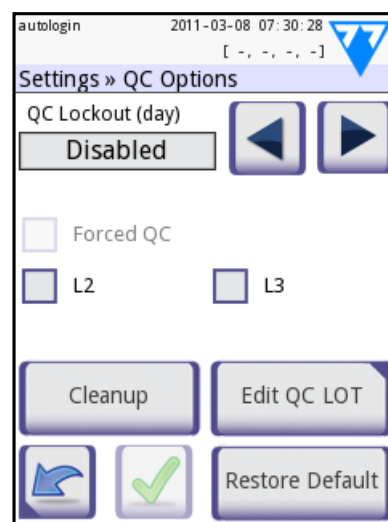 autologin 2011-03-08 07:30:28
[ -, -, -, -]
Settings » QC Options
QC Lockout (day)
Disabled
Forced QC
L2 L3
Cleanup Edit QC LOT
Restore Default